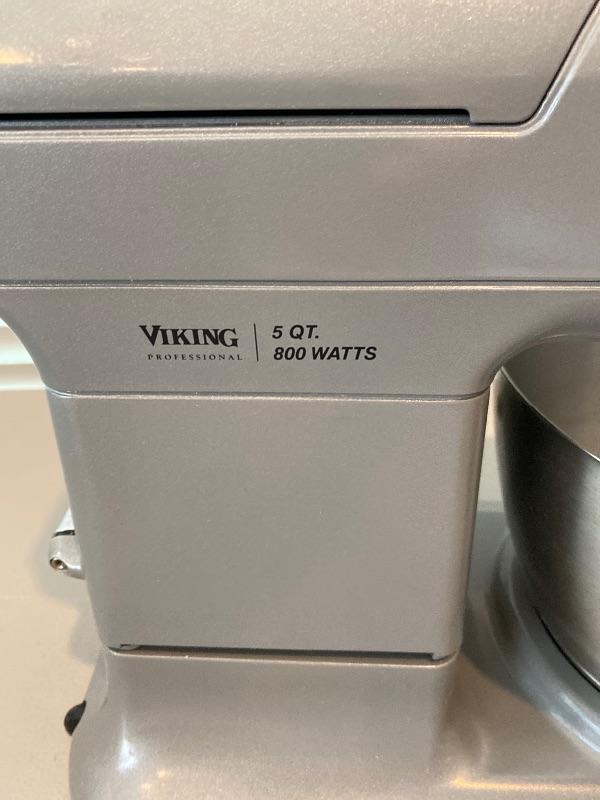 VIKING
PROFESSIONAL
5 QT.
800 WATTS